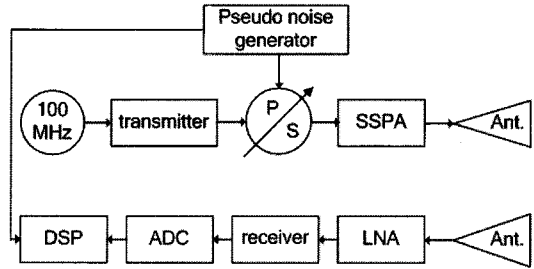 Pseudo noise
generator
100
MHz
transmitter
P
S
SSPA
Ant.
DSP
ADC
receiver
LNA
Ant.